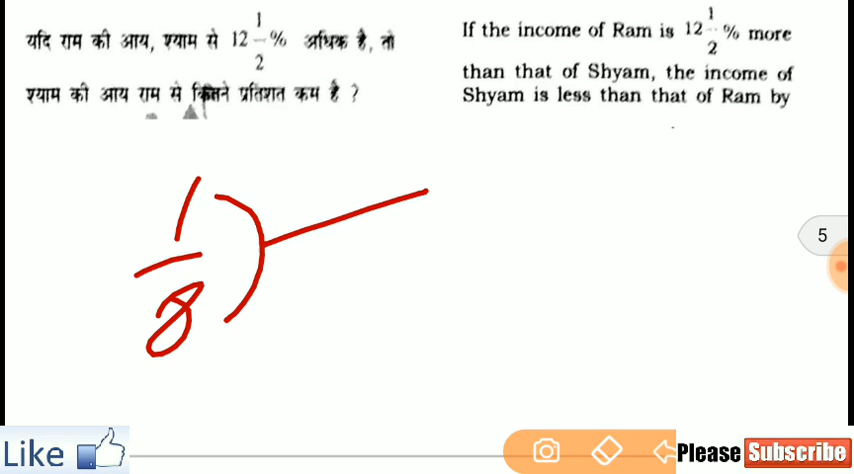 यदि राम की आय, श्याम से 12 1/2 % अधिक है, तो
श्याम की आय राम से कितने प्रतिशत कम है ?
If the income of Ram is 12 1/2 % more
than that of Shyam, the income of
Shyam is less than that of Ram by
1/8
5
Like
Please Subscribe